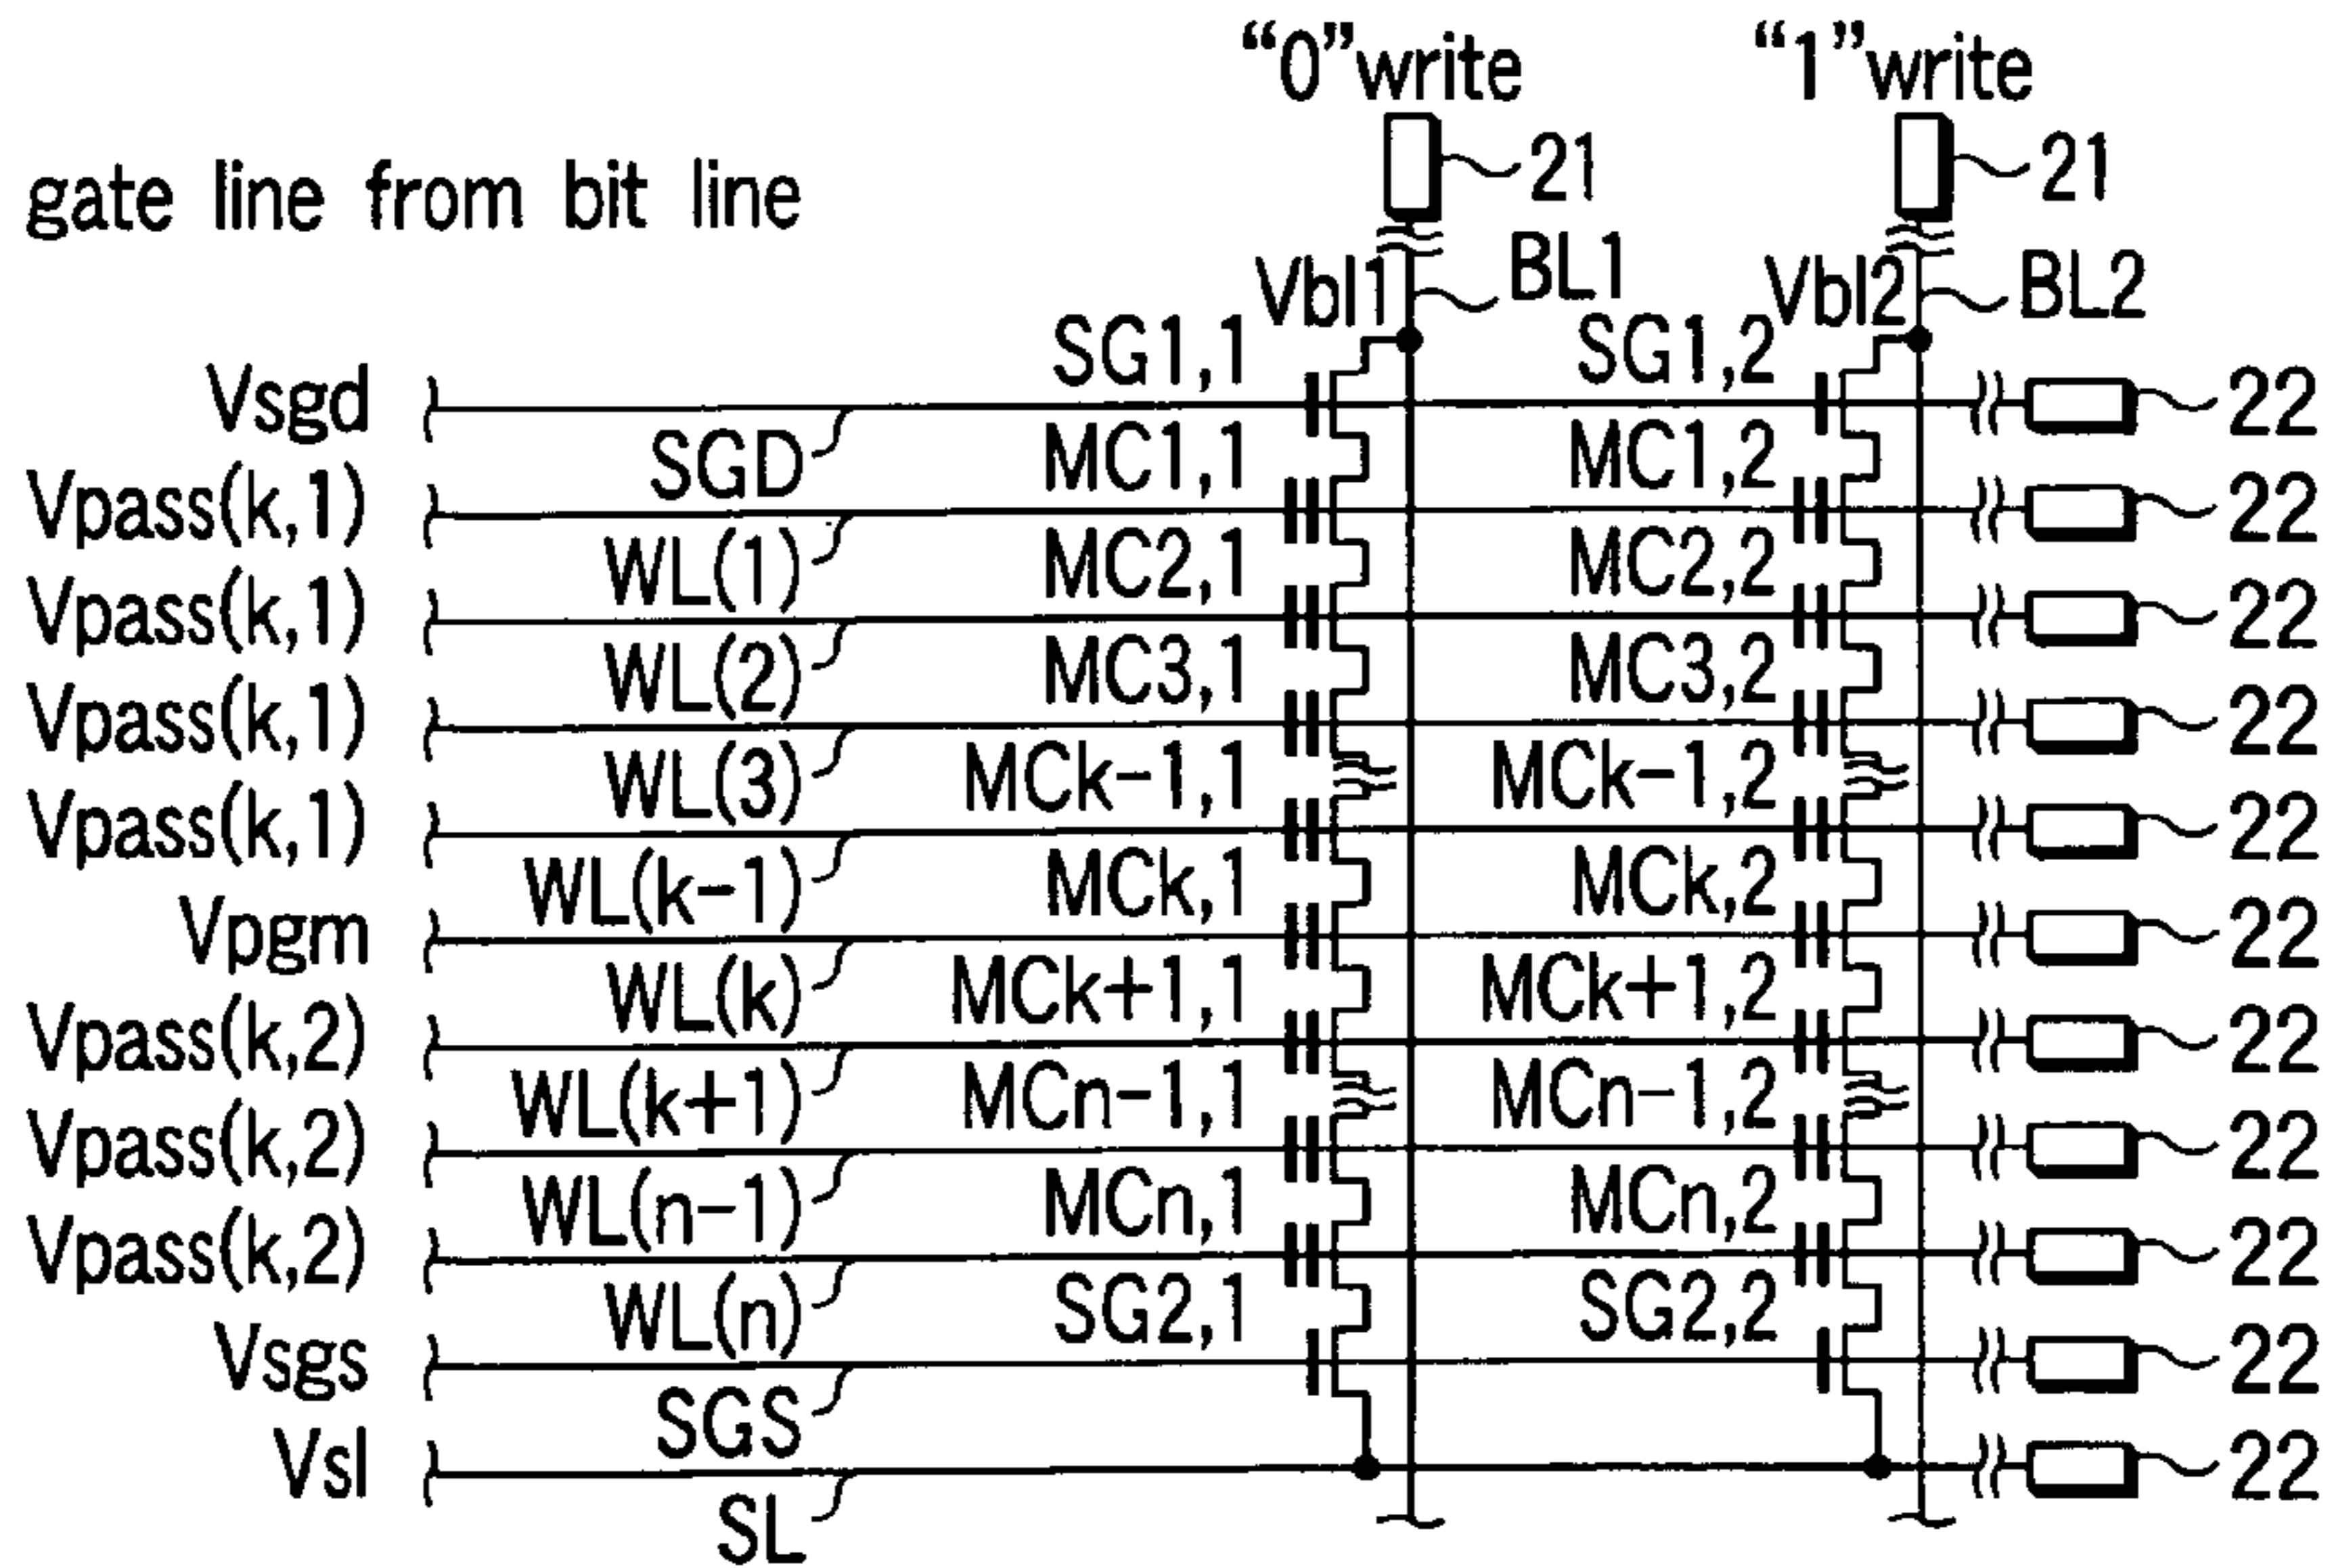 “0”write “1”write
21 21
gate line from bit line
Vbl1 BL1 Vbl2 BL2
SG1,1 SG1,2
Vsgd 22
SGD MC1,1 MC1,2
Vpass(k,1) 22
WL(1) MC2,1 MC2,2
Vpass(k,1) 22
WL(2) MC3,1 MC3,2
Vpass(k,1) 22
WL(3) MCk-1,1 MCk-1,2
Vpass(k,1) 22
WL(k-1) MCk,1 MCk,2
Vpgm 22
WL(k) MCk+1,1 MCk+1,2
Vpass(k,2) 22
WL(k+1) MCn-1,1 MCn-1,2
Vpass(k,2) 22
WL(n-1) MCn,1 MCn,2
Vpass(k,2) 22
WL(n) SG2,1 SG2,2
Vsgs 22
SGS
Vsl 22
SL